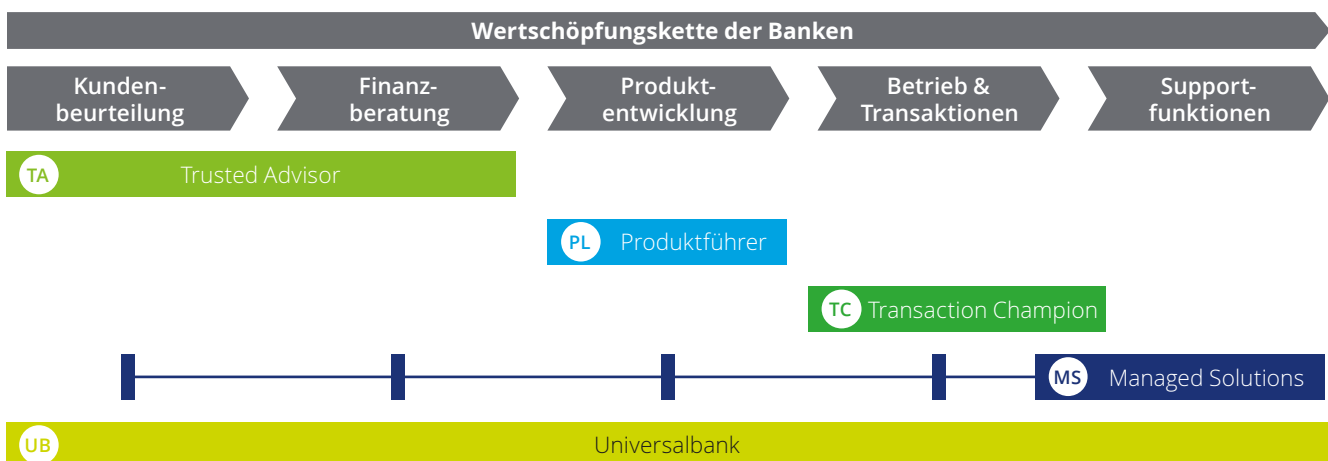 Wertschöpfungskette der Banken
Kunden-
beurteilung
Finanz-
beratung
Produkt-
entwicklung
Betrieb &
Transaktionen
Support-
funktionen
TA Trusted Advisor
PL Produktführer
TC Transaction Champion
MS Managed Solutions
UB Universalbank